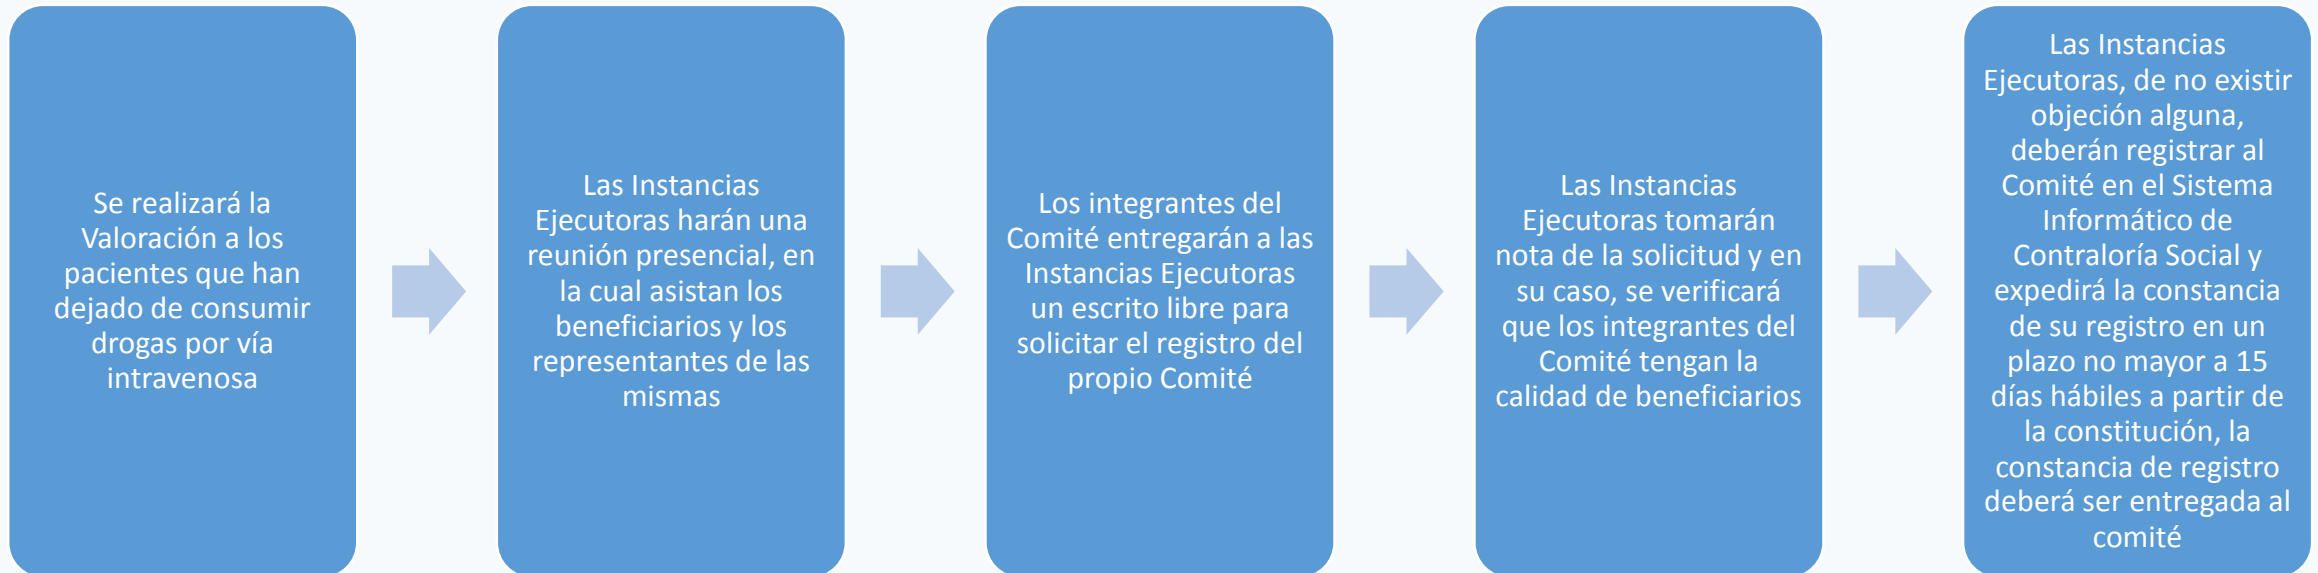 Se realizará la
Valoración a los
pacientes que han
dejado de consumir
drogas por vía
intravenosa
Las Instancias
Ejecutoras harán una
reunión presencial, en
la cual asistan los
beneficiarios y los
representantes de las
mismas
Los integrantes del
Comité entregarán a las
Instancias Ejecutoras
un escrito libre para
solicitar el registro del
propio Comité
Las Instancias
Ejecutoras tomarán
nota de la solicitud y en
su caso, se verificará
que los integrantes del
Comité tengan la
calidad de beneficiarios
Las Instancias
Ejecutoras, de no existir
objeción alguna,
deberán registrar al
Comité en el Sistema
Informático de
Contraloría Social y
expedirá la constancia
de su registro en un
plazo no mayor a 15
días hábiles a partir de
la constitución, la
constancia de registro
deberá ser entregada al
comité